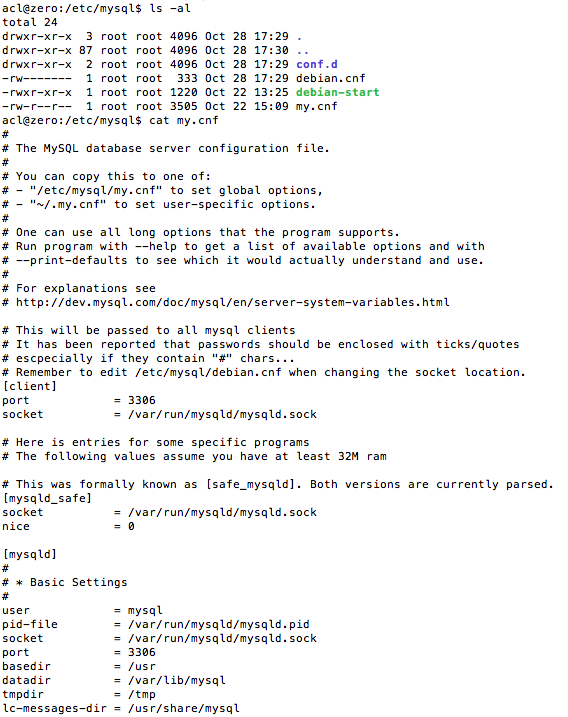 acl@zero:/etc/mysql$ ls -al
total 24
drwxr-xr-x  3 root root 4096 Oct 28 17:29 .
drwxr-xr-x 87 root root 4096 Oct 28 17:30 ..
drwxr-xr-x  2 root root 4096 Oct 28 17:29 conf.d
-rw-------  1 root root  333 Oct 28 17:29 debian.cnf
-rwxr-xr-x  1 root root 1220 Oct 22 13:25 debian-start
-rw-r--r--  1 root root 3505 Oct 22 15:09 my.cnf
acl@zero:/etc/mysql$ cat my.cnf
#
# The MySQL database server configuration file.
#
# You can copy this to one of:
# - "/etc/mysql/my.cnf" to set global options,
# - "~/.my.cnf" to set user-specific options.
#
# One can use all long options that the program supports.
# Run program with --help to get a list of available options and with
# --print-defaults to see which it would actually understand and use.
#
# For explanations see
# http://dev.mysql.com/doc/mysql/en/server-system-variables.html

# This will be passed to all mysql clients
# It has been reported that passwords should be enclosed with ticks/quotes
# escpecially if they contain "#" chars...
# Remember to edit /etc/mysql/debian.cnf when changing the socket location.
[client]
port            = 3306
socket          = /var/run/mysqld/mysqld.sock

# Here is entries for some specific programs
# The following values assume you have at least 32M ram

# This was formally known as [safe_mysqld]. Both versions are currently parsed.
[mysqld_safe]
socket          = /var/run/mysqld/mysqld.sock
nice            = 0

[mysqld]
#
# * Basic Settings
#
user            = mysql
pid-file        = /var/run/mysqld/mysqld.pid
socket          = /var/run/mysqld/mysqld.sock
port            = 3306
basedir         = /usr
datadir         = /var/lib/mysql
tmpdir          = /tmp
lc-messages-dir = /usr/share/mysql